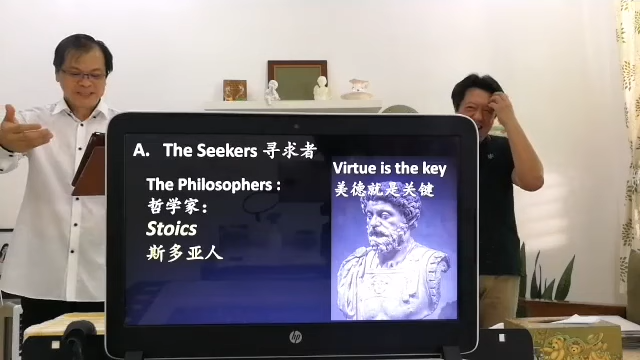 A. The Seekers 寻求者
The Philosophers :
哲学家：
Stoics
斯多亚人
Virtue is the key
美德就是关键
hp